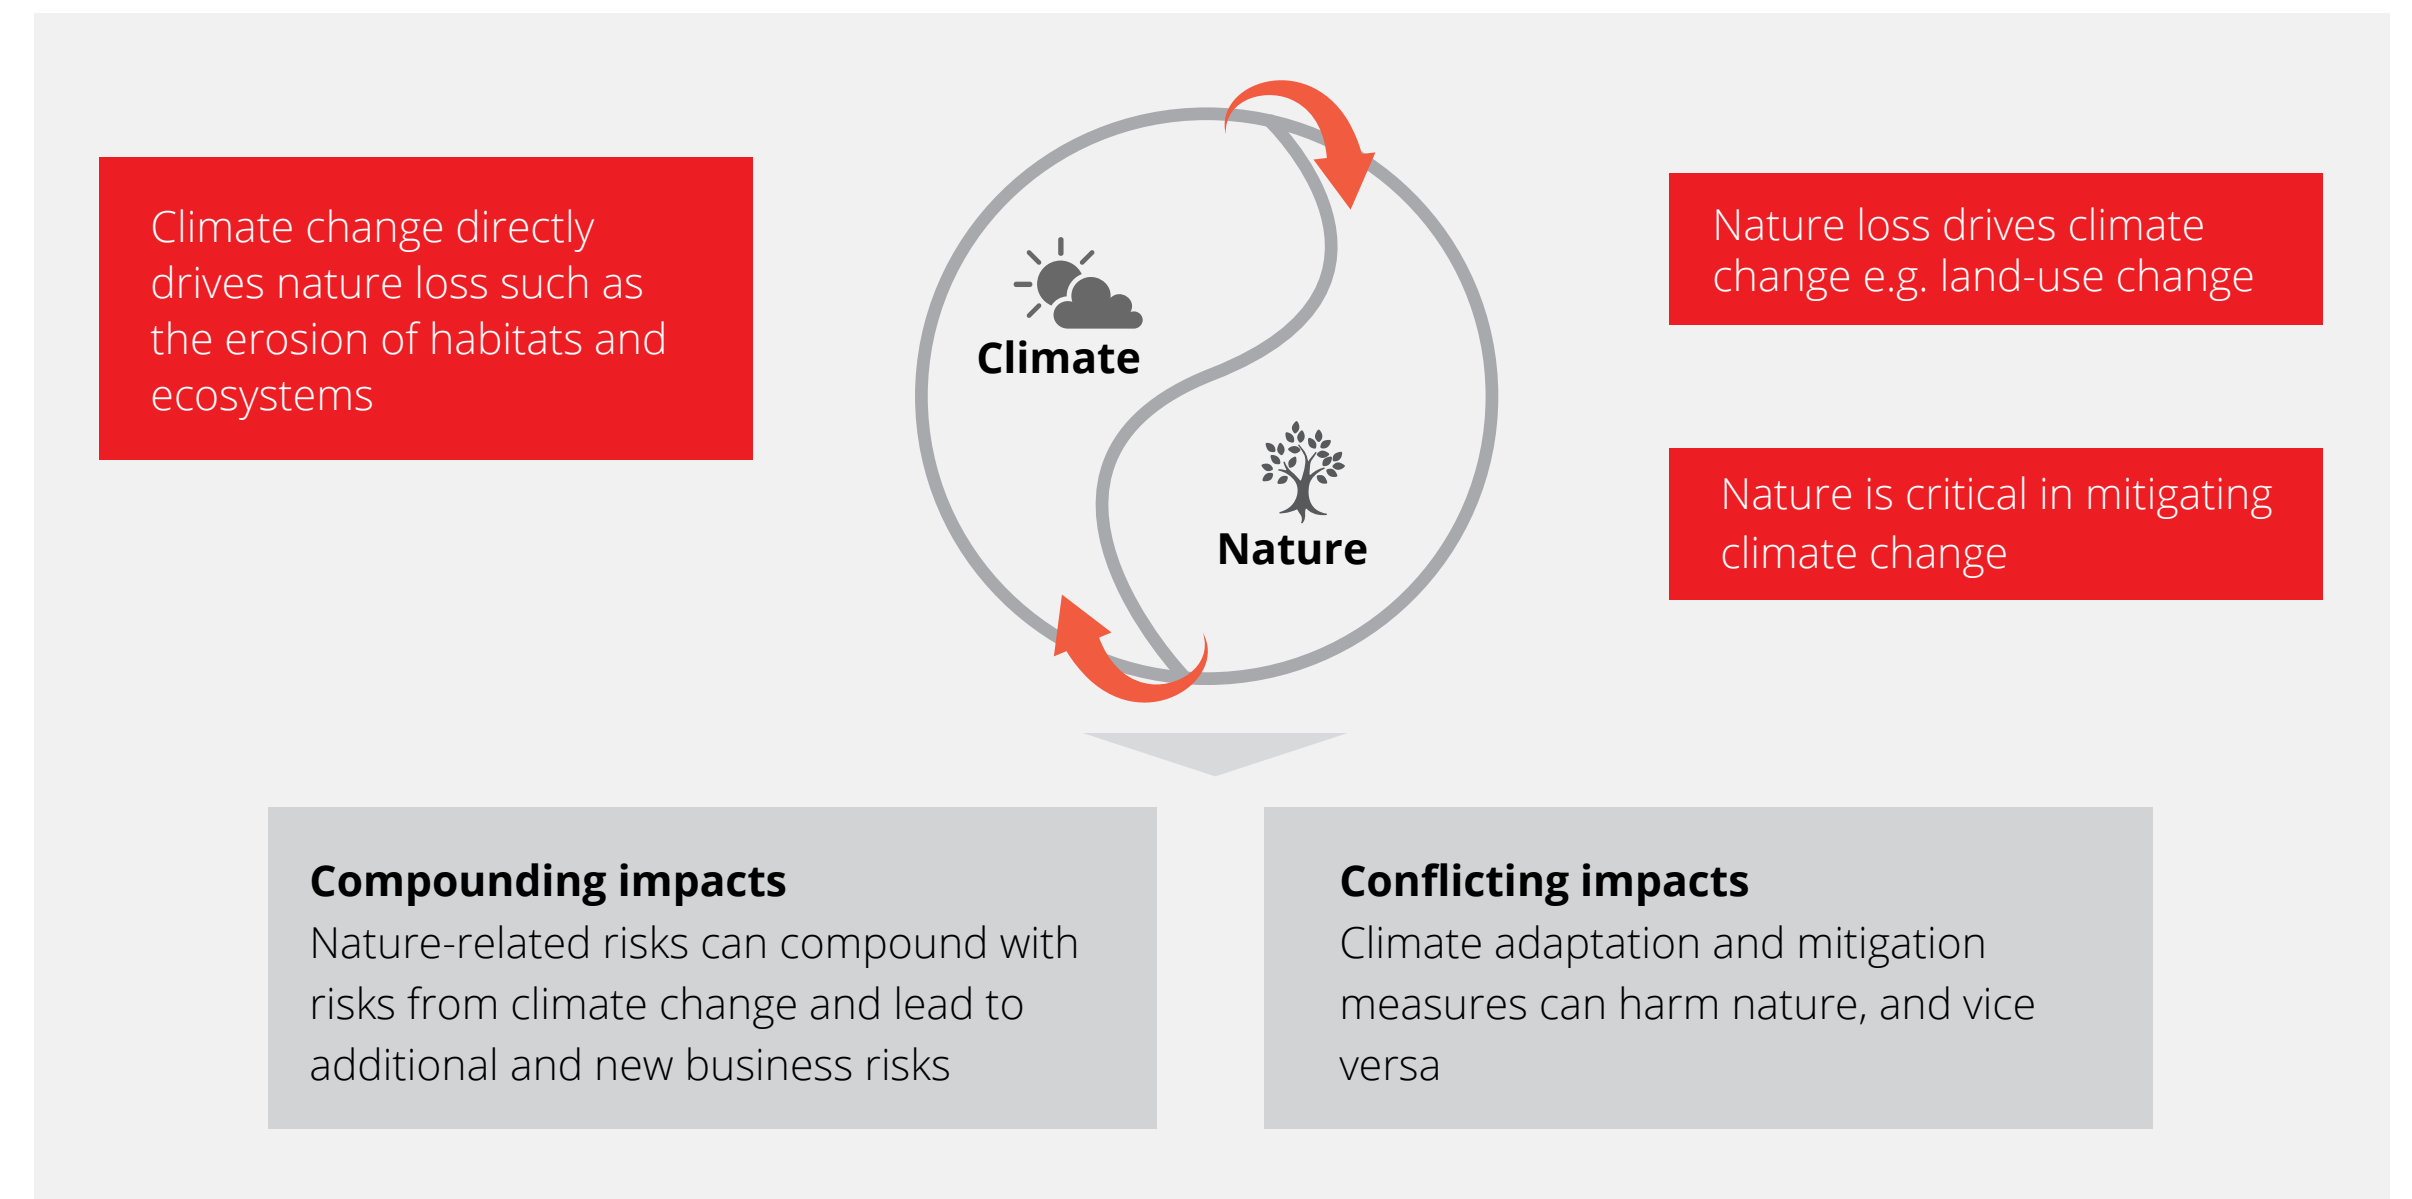 Climate change directly
drives nature loss such as
the erosion of habitats and
ecosystems
Climate
Nature
Nature loss drives climate
change e.g. land-use change
Nature is critical in mitigating
climate change
Compounding impacts
Nature-related risks can compound with
risks from climate change and lead to
additional and new business risks
Conflicting impacts
Climate adaptation and mitigation
measures can harm nature, and vice
versa